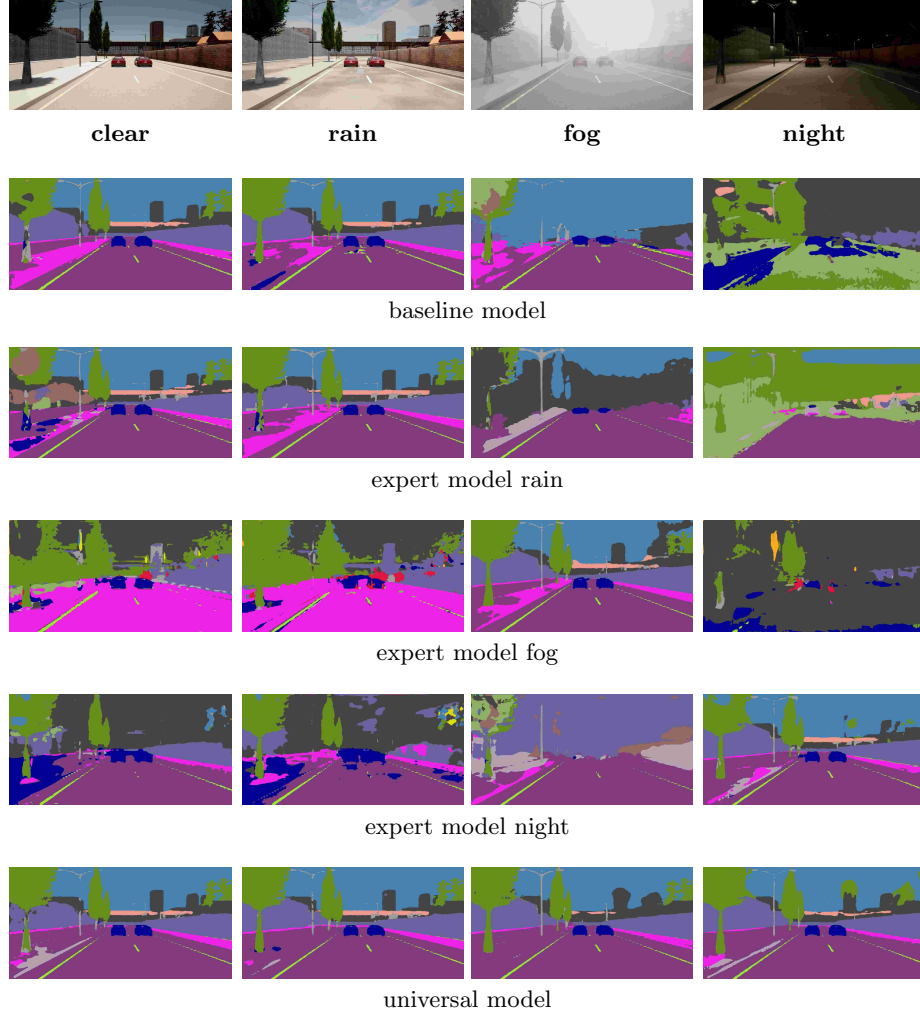 clear rain fog night
baseline model
expert model rain
expert model fog
expert model night
universal model